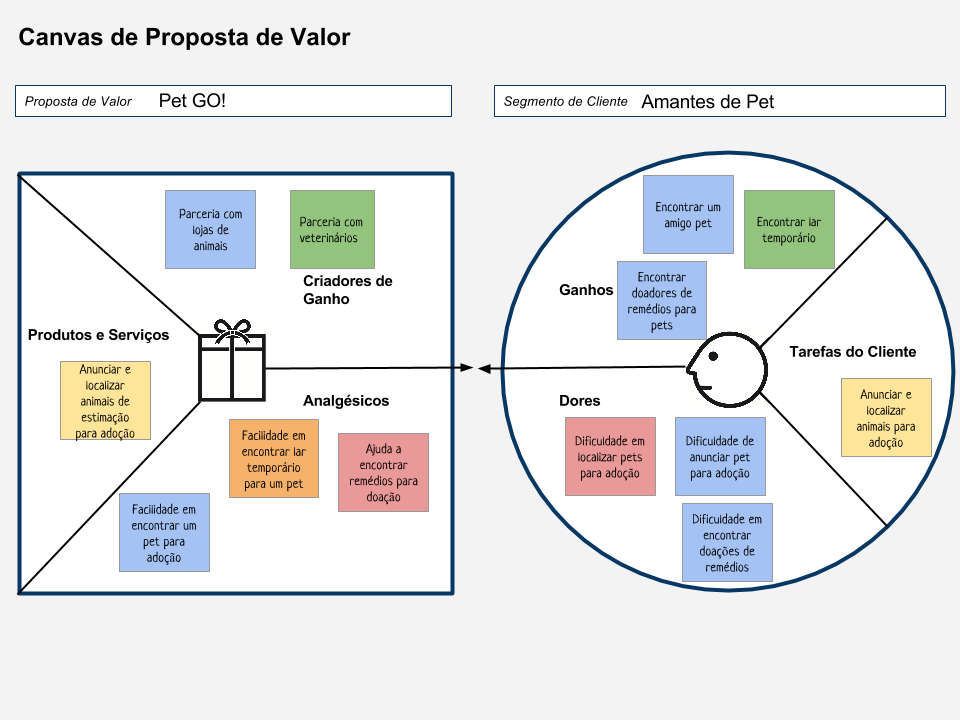 Canvas de Proposta de Valor
Proposta de Valor Pet GO!
Segmento de Cliente Amantes de Pet
Parceria com
lojas de
animais
Parceria com
veterinários
Criadores de
Ganho
Produtos e Serviços
Anunciar e
localizar
animais de
estimação
para adoção
Analgésicos
Facilidade em
encontrar lar
temporário
para um pet
Ajuda a
encontrar
remédios para
doação
Facilidade em
encontrar um
pet para
adoção
Encontrar um
amigo pet
Encontrar lar
temporário
Ganhos
Encontrar
doadores de
remédios para
pets
Tarefas do Cliente
Anunciar e
localizar
animais para
adoção
Dores
Dificuldade em
localizar pets
para adoção
Dificuldade de
anunciar pet
para adoção
Dificuldade em
encontrar
doações de
remédios